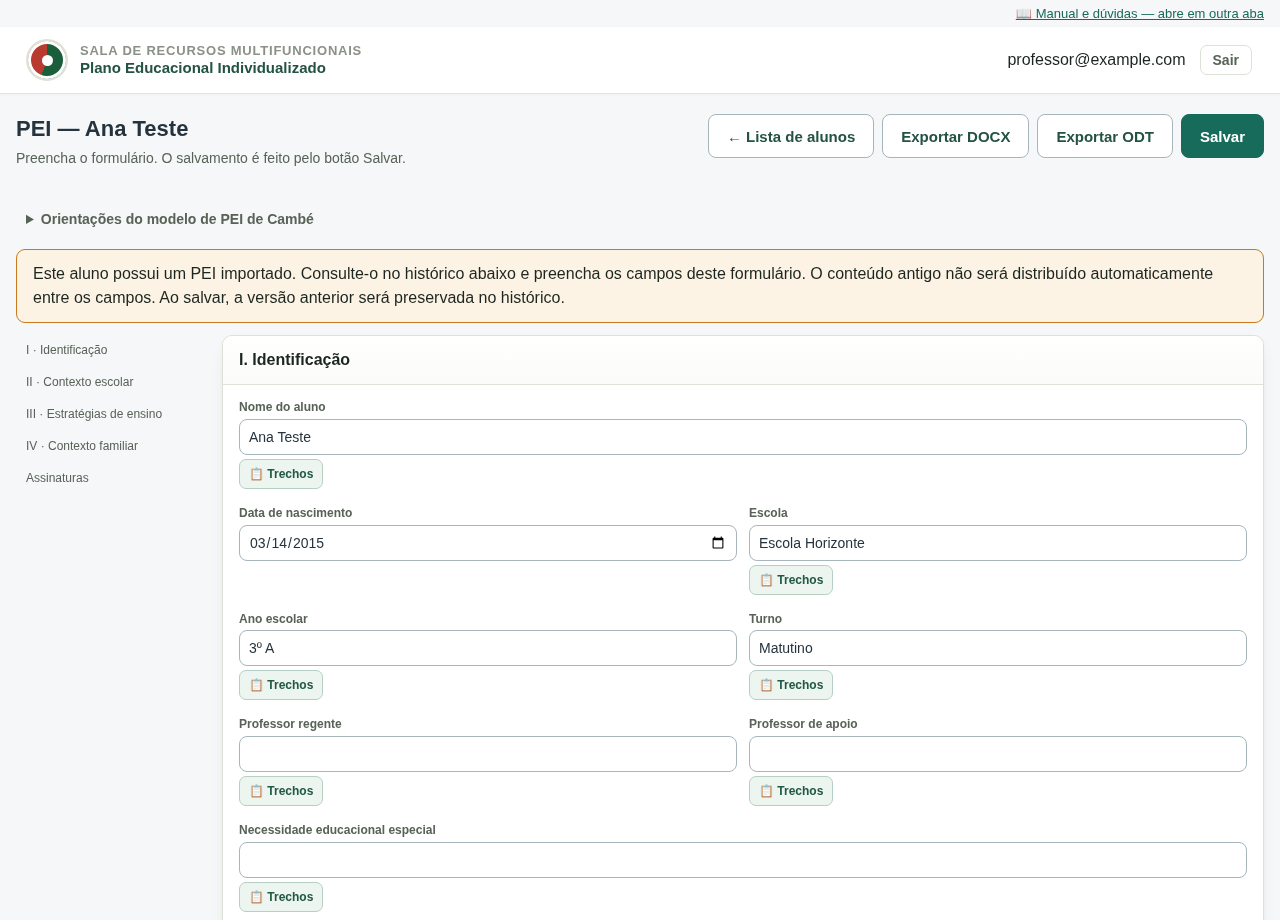 📖 Manual e dúvidas — abre em outra aba
SALA DE RECURSOS MULTIFUNCIONAIS
Plano Educacional Individualizado
professor@example.com
Sair
PEI — Ana Teste
Preencha o formulário. O salvamento é feito pelo botão Salvar.
← Lista de alunos
Exportar DOCX
Exportar ODT
Salvar
▶ Orientações do modelo de PEI de Cambé
Este aluno possui um PEI importado. Consulte-o no histórico abaixo e preencha os campos deste formulário. O conteúdo antigo não será distribuído automaticamente
entre os campos. Ao salvar, a versão anterior será preservada no histórico.
I · Identificação
II · Contexto escolar
III · Estratégias de ensino
IV · Contexto familiar
Assinaturas
I. Identificação
Nome do aluno
Ana Teste
📋 Trechos
Data de nascimento
03/14/2015
Escola
Escola Horizonte
📋 Trechos
Ano escolar
3º A
📋 Trechos
Turno
Matutino
📋 Trechos
Professor regente
📋 Trechos
Professor de apoio
📋 Trechos
Necessidade educacional especial
📋 Trechos